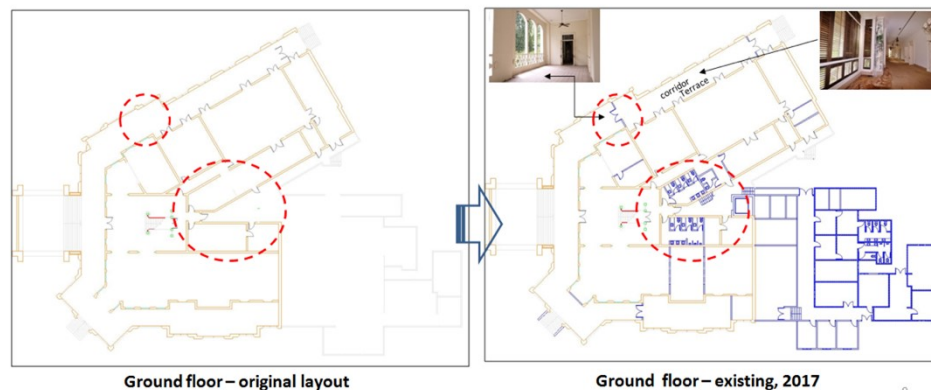 corridor
Terrace
Ground floor – original layout
Ground floor – existing, 2017